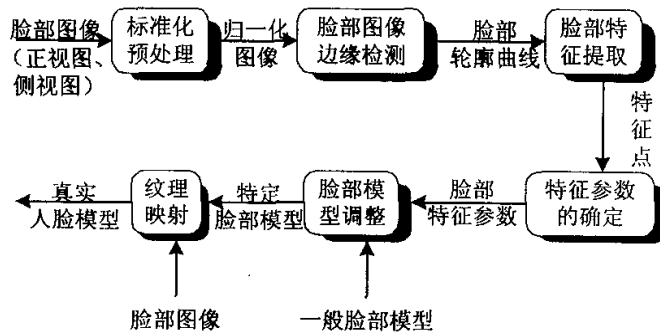 脸部图像
（正视图、
侧视图）
标准化
预处理
归一化
图像
脸部图像
边缘检测
脸部
轮廓曲线
脸部特
征提取
特
征
点
特征参数
的确定
脸部
特征参数
脸部模
型调整
一般脸部模型
特定
脸部模型
纹理
映射
脸部图像
真实
人脸模型